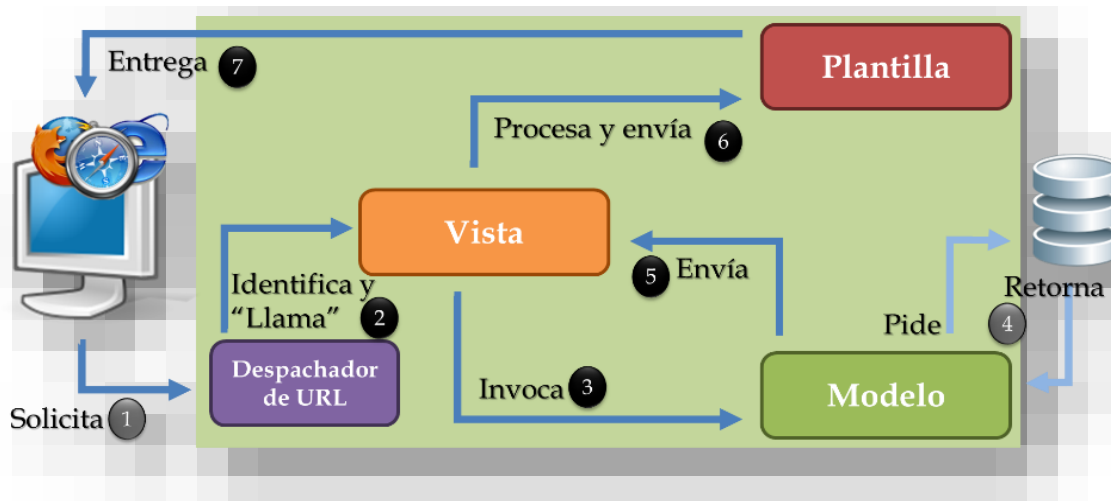 Entrega 7
Plantilla
Procesa y envía 6
Vista
5 Envía
Identifica y
“Llama” 2
Retorna
Pide 4
Despachador
de URL
Invoca 3
Modelo
Solicita 1